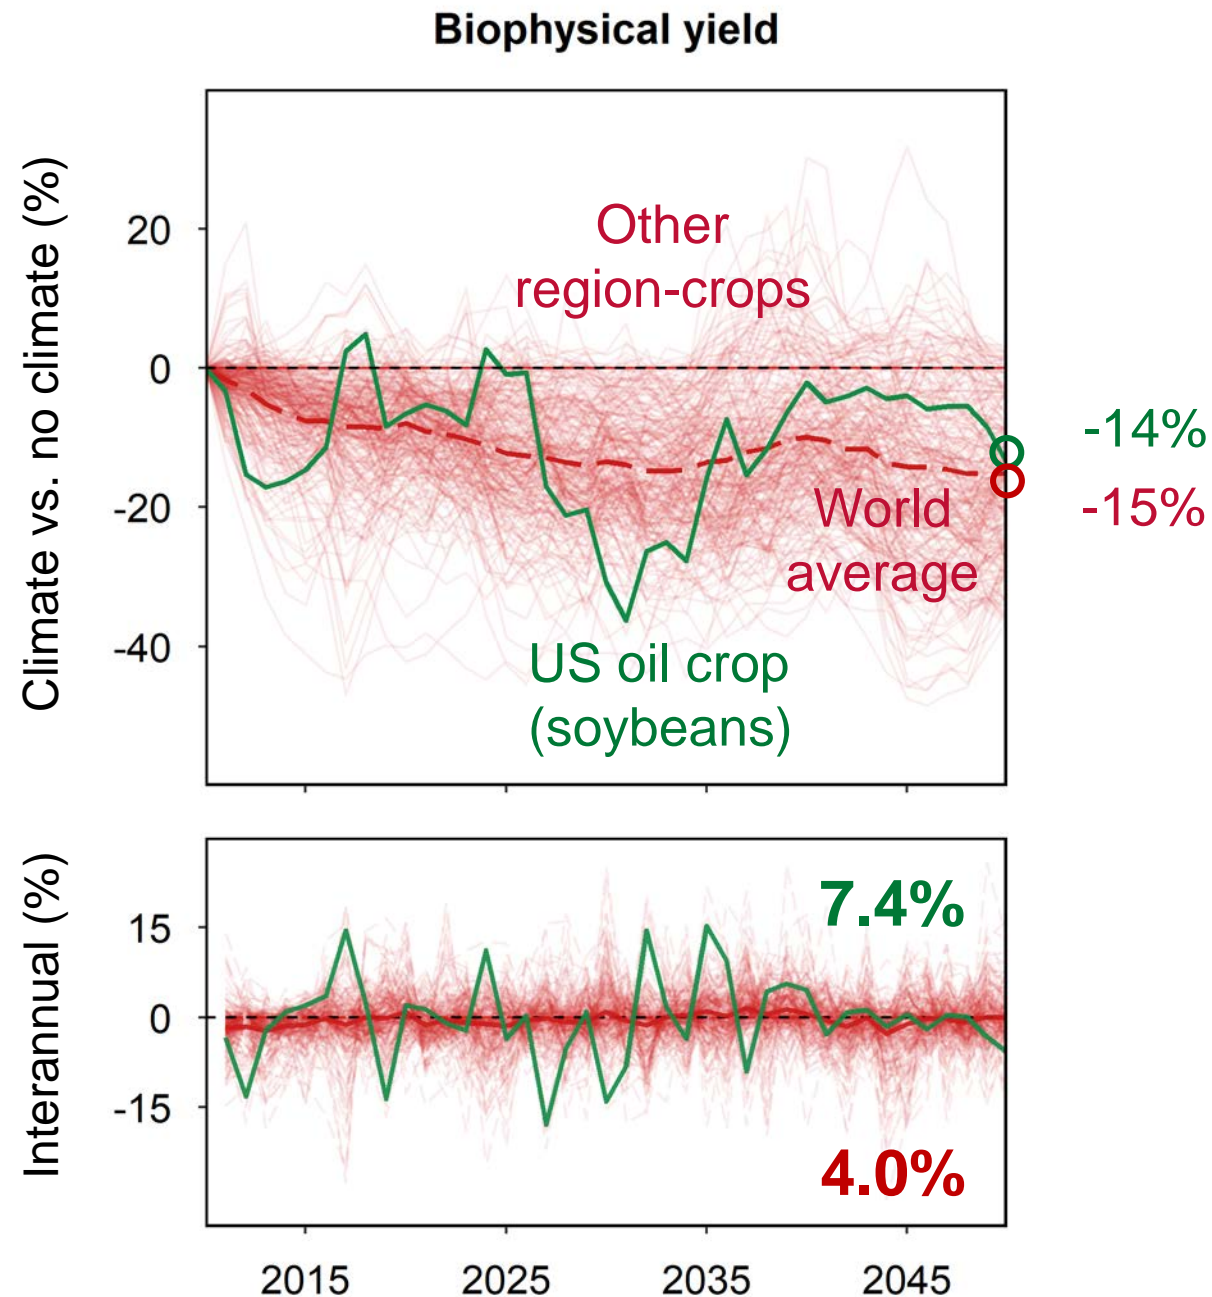 Biophysical yield
Climate vs. no climate (%)
20
0
-20
-40
Other
region-crops
World
average
US oil crop
(soybeans)
-14%
-15%
Interannual (%)
15
0
-15
7.4%
4.0%
2015
2025
2035
2045